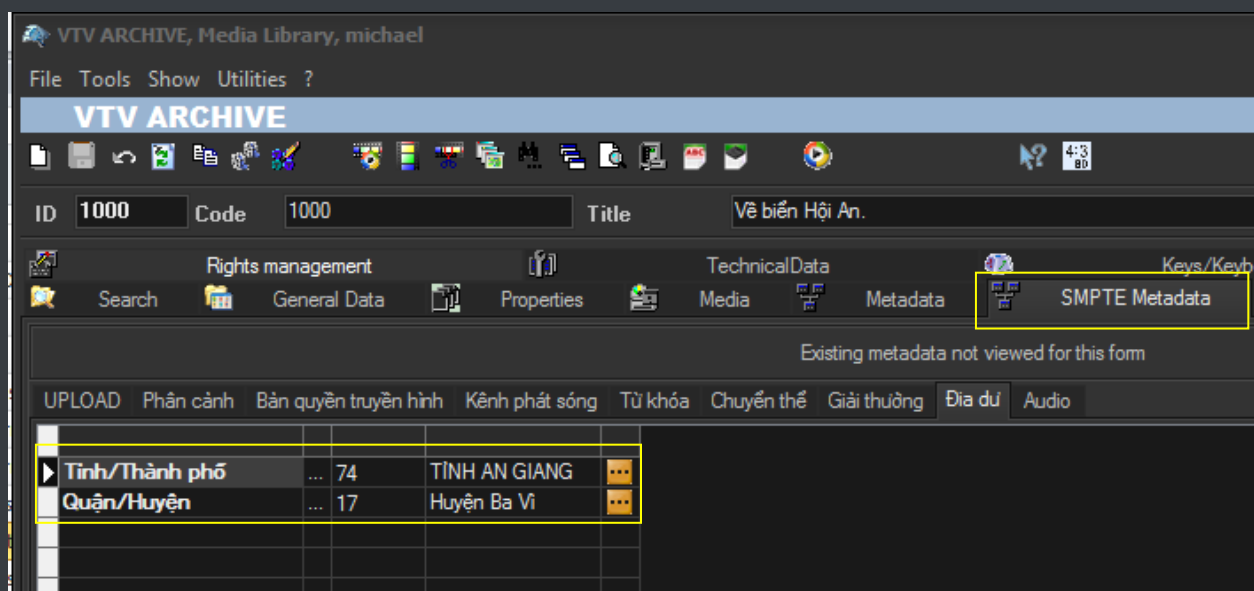 VTV ARCHIVE, Media Library, michael
File Tools Show Utilities ?
VTV ARCHIVE
ABC 4:3
ID 1000 Code 1000 Title Về biển Hội An.
Rights management TechnicalData Keys/Keyb
Search General Data Properties Media Metadata SMPTE Metadata
Existing metadata not viewed for this form
UPLOAD Phân cảnh Bản quyền truyền hình Kênh phát sóng Từ khóa Chuyển thể Giải thưởng Địa dư Audio
Tỉnh/Thành phố ... 74 TỈNH AN GIANG ...
Quận/Huyện ... 17 Huyện Ba Vì ...